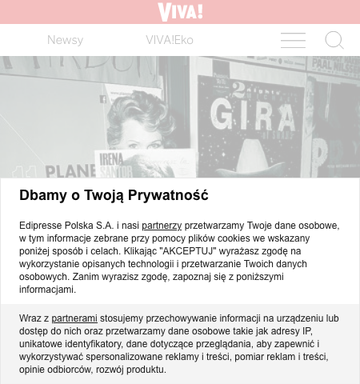 VIVA!
Newsy VIVA!Eko
PLANE
IRENA
GIRA
Dbamy o Twoją Prywatność
Edipresse Polska S.A. i nasi partnerzy przetwarzamy Twoje dane osobowe,
w tym informacje zebrane przy pomocy plików cookies we wskazany
poniżej sposób i celach. Klikając "AKCEPTUJ" wyrażasz zgodę na
wykorzystanie opisanych technologii i przetwarzanie Twoich danych
osobowych. Zanim wyrazisz zgodę, zapoznaj się z poniższymi
informacjami.
Wraz z partnerami stosujemy przechowywanie informacji na urządzeniu lub
dostęp do nich oraz przetwarzamy dane osobowe takie jak adresy IP,
unikatowe identyfikatory, dane dotyczące przeglądania, aby zapewnić i
wykorzystywać spersonalizowane reklamy i treści, pomiar reklam i treści,
opinie odbiorców, rozwój produktu.